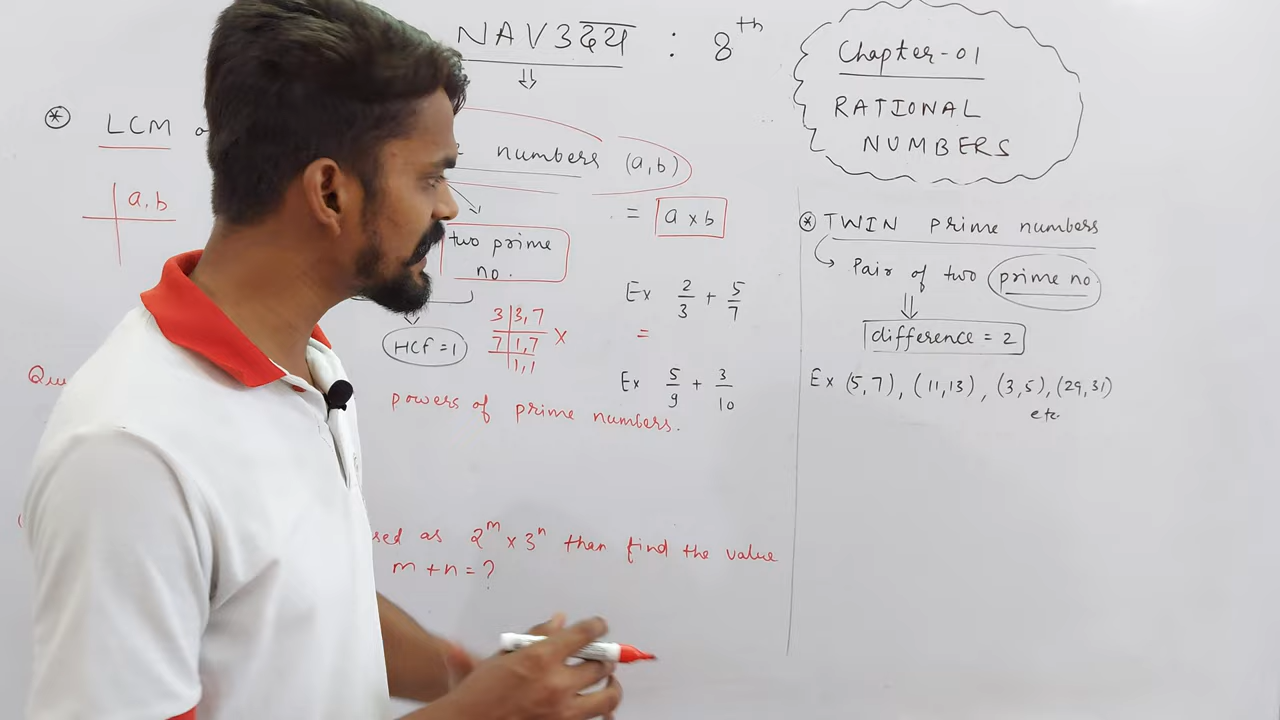 NAV उदय : 8th
⇓
* LCM
numbers (a,b)
a, b
= a x b
two prime
no.
HCF = 1
3 | 3, 7
7 | 1, 7
1, 1
X
Ex 2/3 + 5/7
=
Ex 5/9 + 3/10
powers of prime numbers.
as 2^m x 3^n than find the value
m + n = ?
Chapter-01
RATIONAL
NUMBERS
* TWIN prime numbers
↳ Pair of two prime no.
⇓
difference = 2
Ex (5,7), (11,13), (3,5), (29,31)
etc.